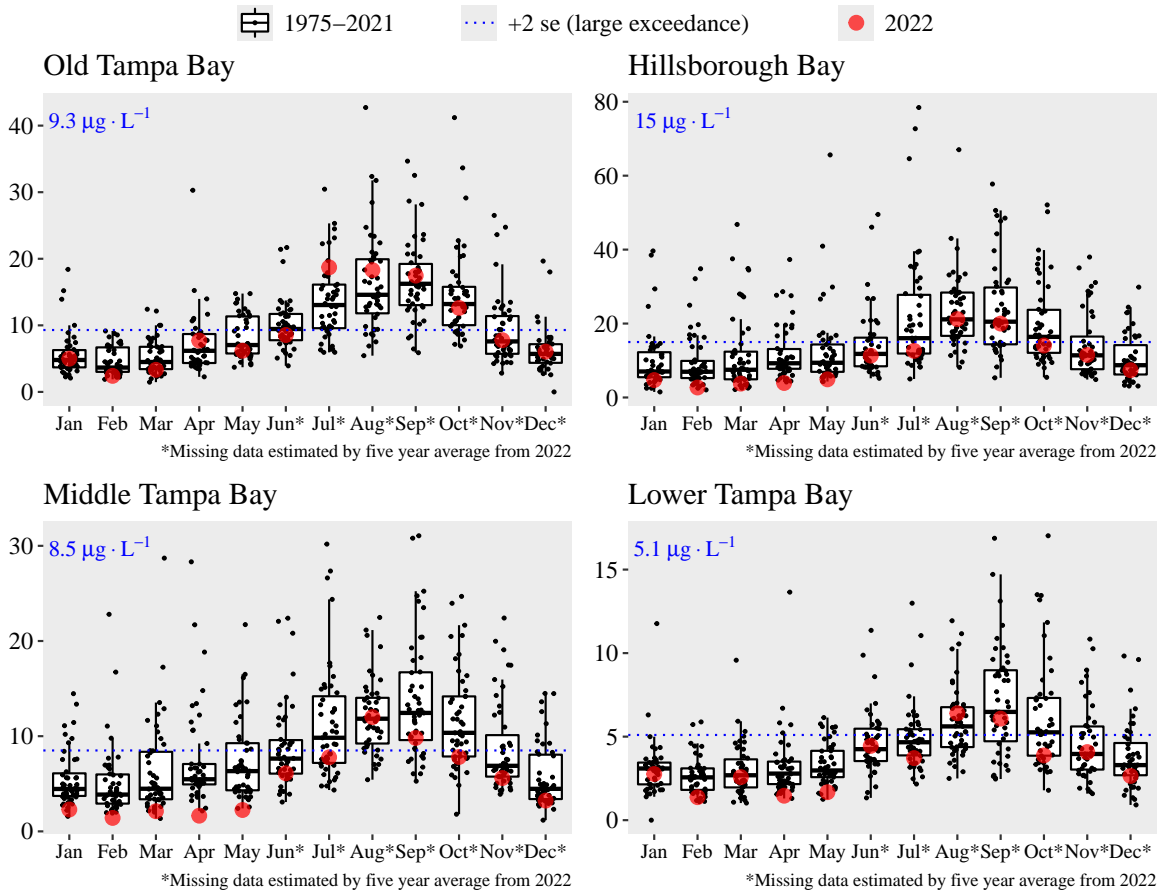 1975–2021 +2 se (large exceedance) 2022
Old Tampa Bay
9.3 μg · L⁻¹
40
30
20
10
0
Jan Feb Mar Apr May Jun* Jul* Aug* Sep* Oct* Nov* Dec*
*Missing data estimated by five year average from 2022
Hillsborough Bay
15 μg · L⁻¹
80
60
40
20
0
Jan Feb Mar Apr May Jun* Jul* Aug* Sep* Oct* Nov* Dec*
*Missing data estimated by five year average from 2022
Middle Tampa Bay
8.5 μg · L⁻¹
30
20
10
0
Jan Feb Mar Apr May Jun* Jul* Aug* Sep* Oct* Nov* Dec*
*Missing data estimated by five year average from 2022
Lower Tampa Bay
5.1 μg · L⁻¹
15
10
5
0
Jan Feb Mar Apr May Jun* Jul* Aug* Sep* Oct* Nov* Dec*
*Missing data estimated by five year average from 2022